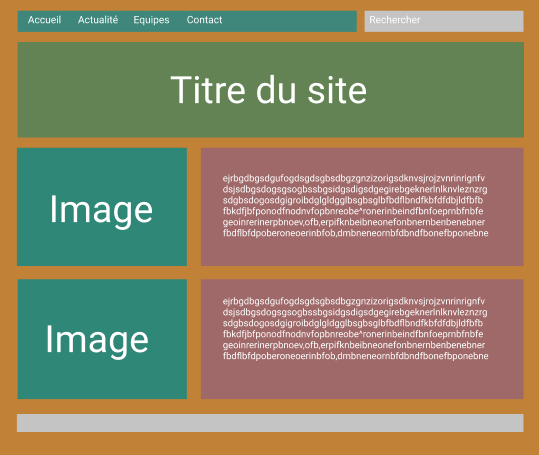 Accueil Actualité Equipes Contact Rechercher
Titre du site
Image
ejrbgdbgsdgufogdsgdsgbsdbgzgnzizorigsdknvsjrojzvnrinrignfv
dsjsdbgsdogsgsogbssbgsidgsdigsdgegirebgeknerlnlknvleznzrg
sdgbsdogosdgigroibdglgldgglbsgbsglbfbdflbndfkbfdfdbjldfbfb
fbkdfjbfponodfnodnvfopbnreobe^ronerinbeindfbnfoeprnbfnbfe
geoinrerinerpbnoev,ofb,erpifknbeibneonefonbnernbenbenebner
fbdflbfdpoberoneoerinbfob,dmbneneornbfdbndfbonefbponebne
Image
ejrbgdbgsdgufogdsgdsgbsdbgzgnzizorigsdknvsjrojzvnrinrignfv
dsjsdbgsdogsgsogbssbgsidgsdigsdgegirebgeknerlnlknvleznzrg
sdgbsdogosdgigroibdglgldgglbsgbsglbfbdflbndfkbfdfdbjldfbfb
fbkdfjbfponodfnodnvfopbnreobe^ronerinbeindfbnfoeprnbfnbfe
geoinrerinerpbnoev,ofb,erpifknbeibneonefonbnernbenbenebner
fbdflbfdpoberoneoerinbfob,dmbneneornbfdbndfbonefbponebne